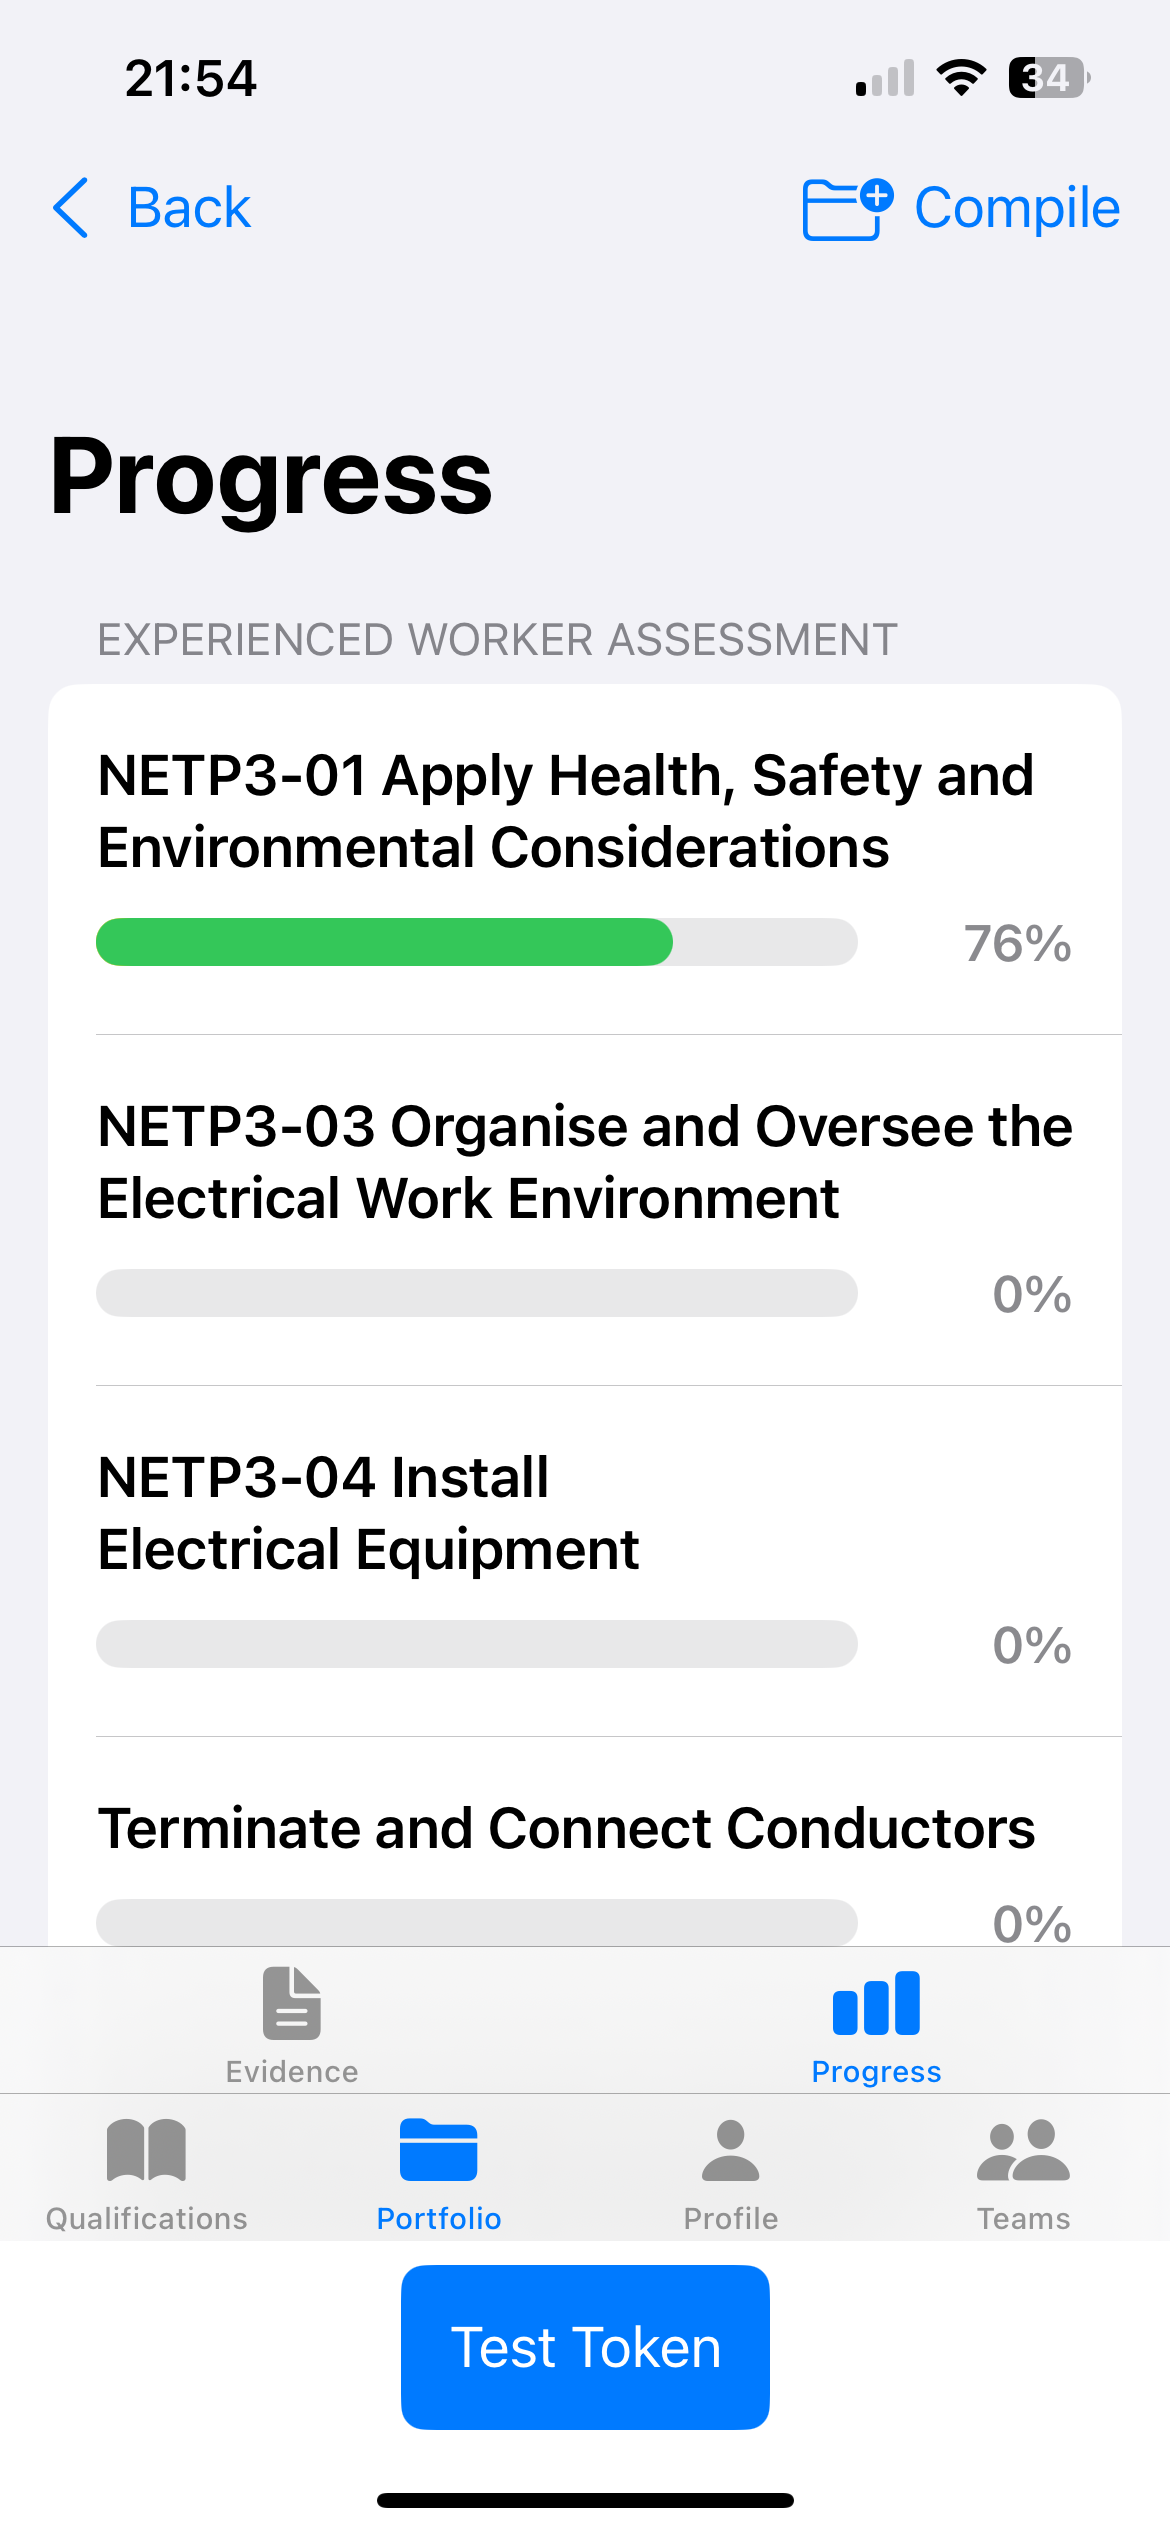 21:54
34
Back
Compile
Progress
EXPERIENCED WORKER ASSESSMENT
NETP3-01 Apply Health, Safety and
Environmental Considerations
76%
NETP3-03 Organise and Oversee the
Electrical Work Environment
0%
NETP3-04 Install
Electrical Equipment
0%
Terminate and Connect Conductors
0%
Evidence
Progress
Qualifications
Portfolio
Profile
Teams
Test Token